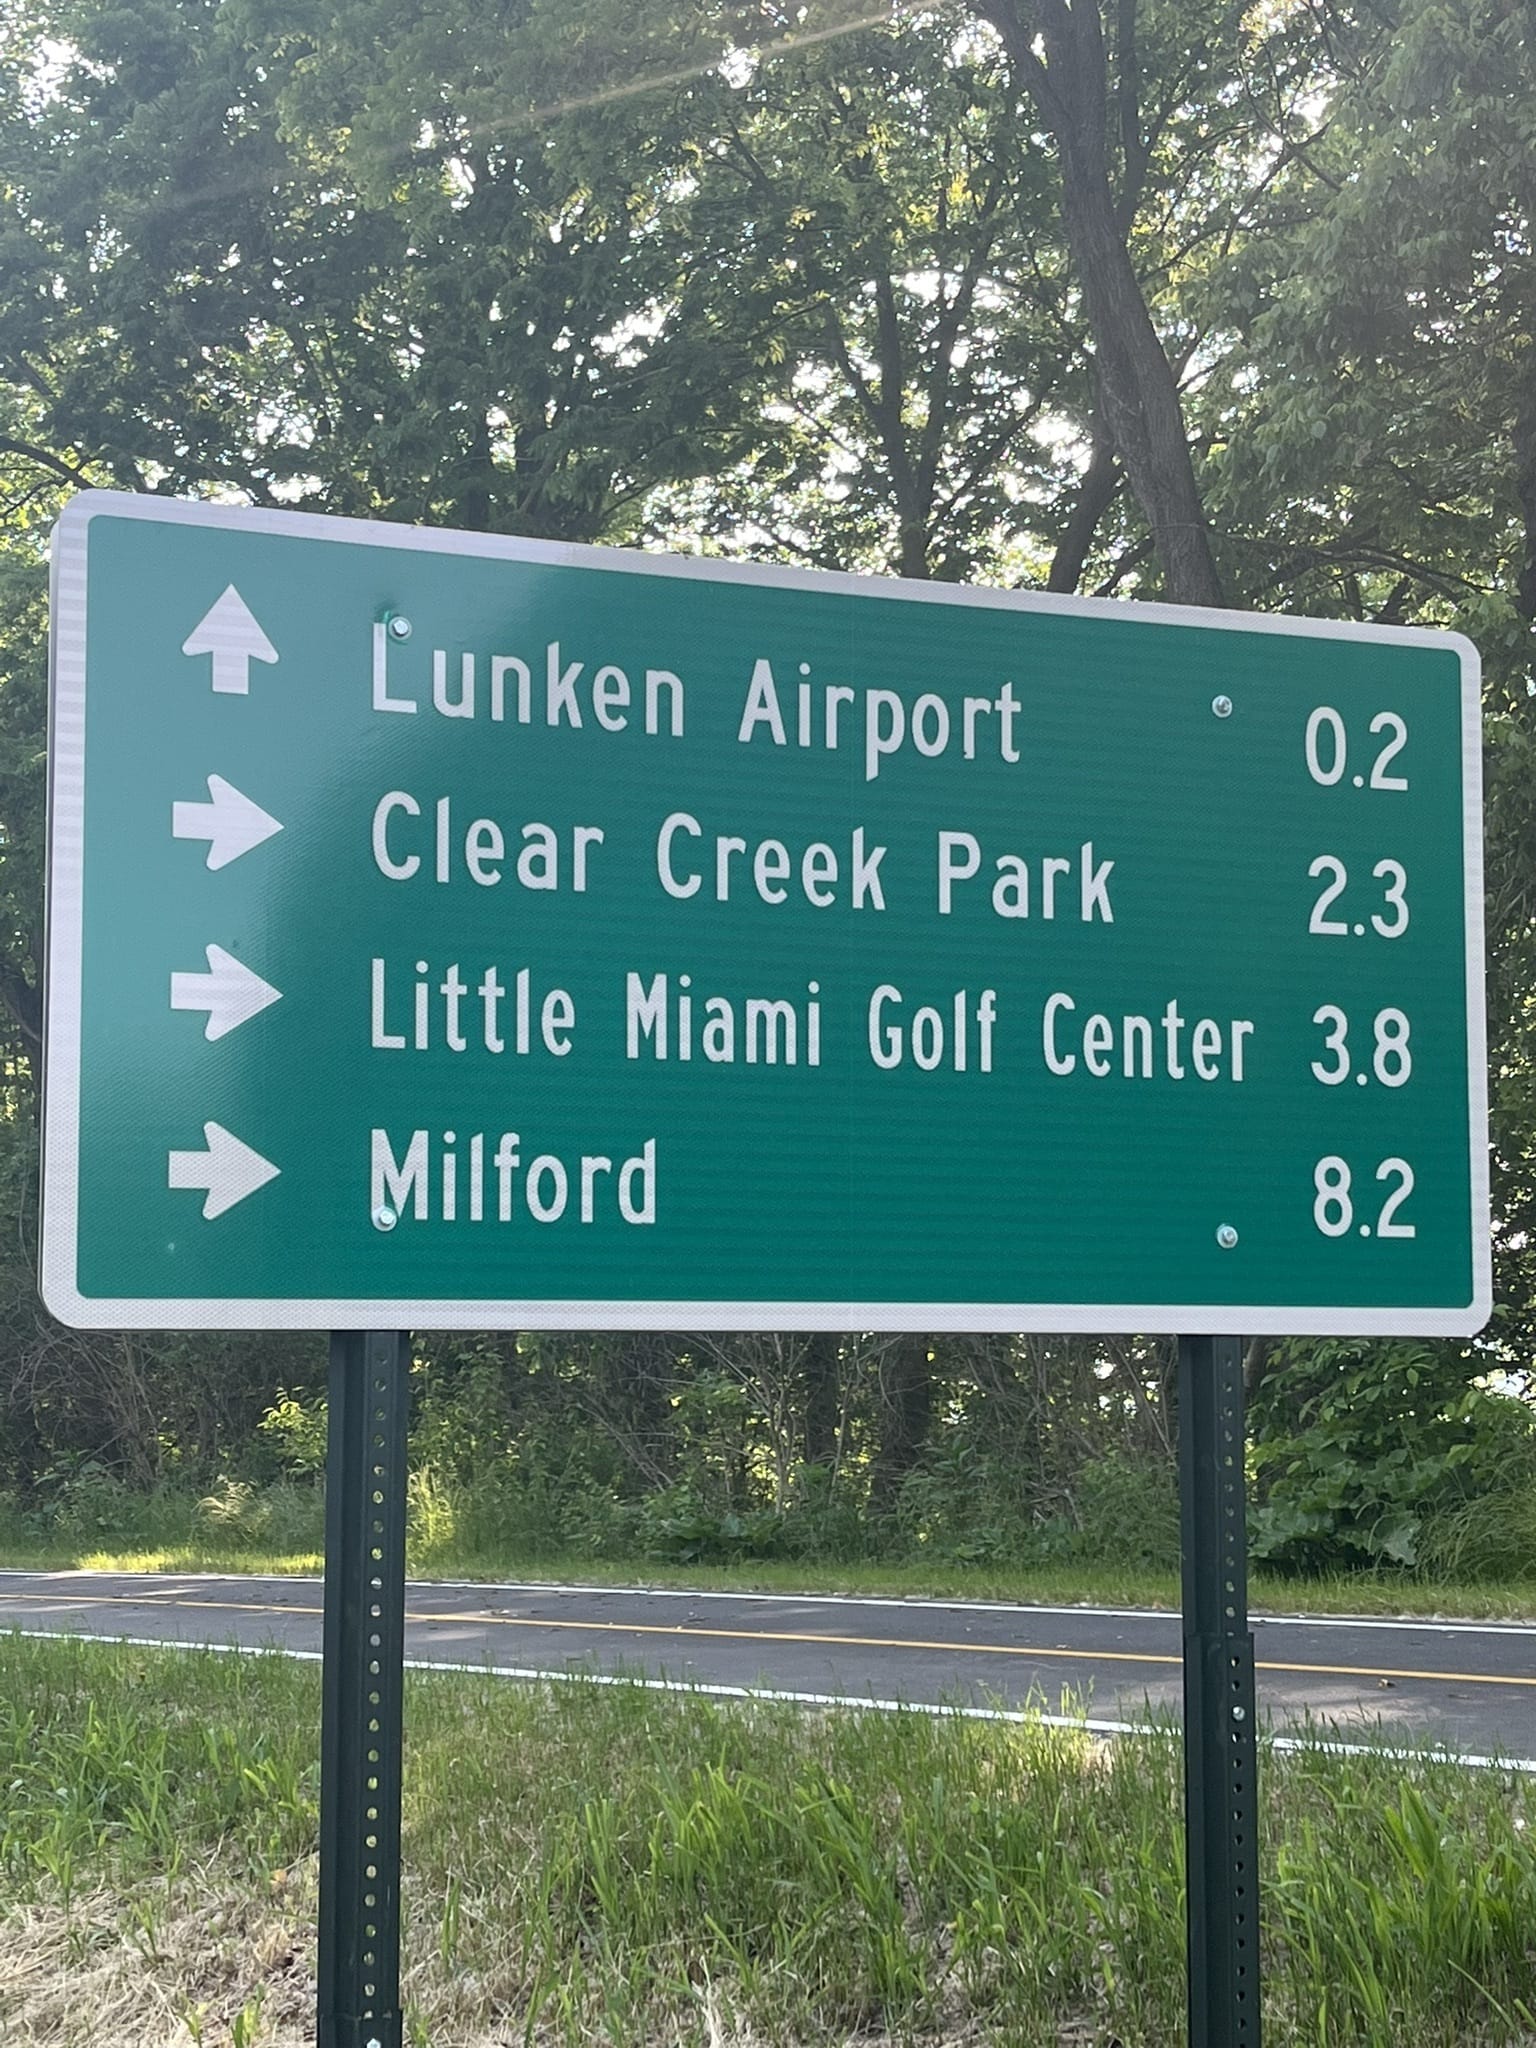 ↑ Lunken Airport 0.2
→ Clear Creek Park 2.3
→ Little Miami Golf Center 3.8
→ Milford 8.2